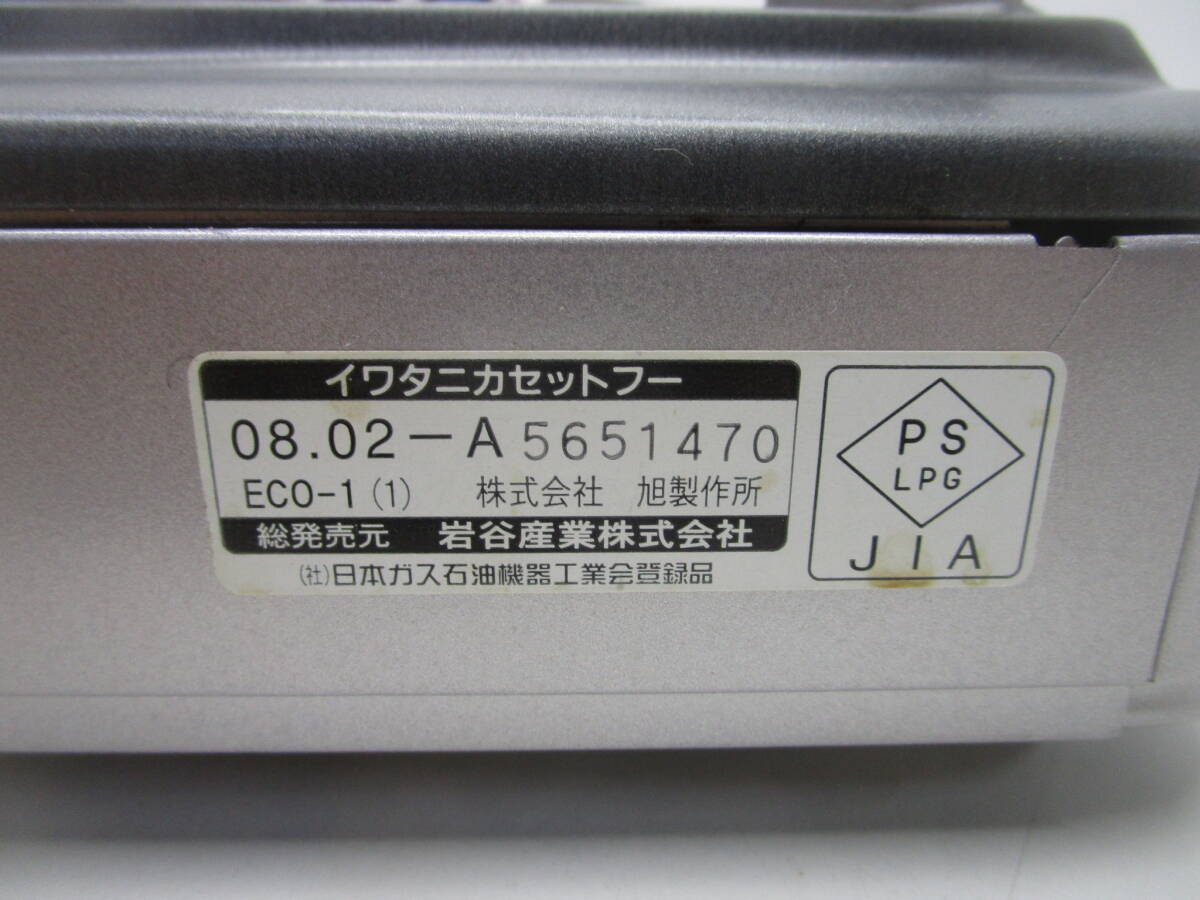 イワタニカセットフー
08.02-A5651470
ECO-1(1) 株式会社 旭製作所
総発売元 岩谷産業株式会社
(社)日本ガス石油機器工業会登録品
PS
LPG
JIA